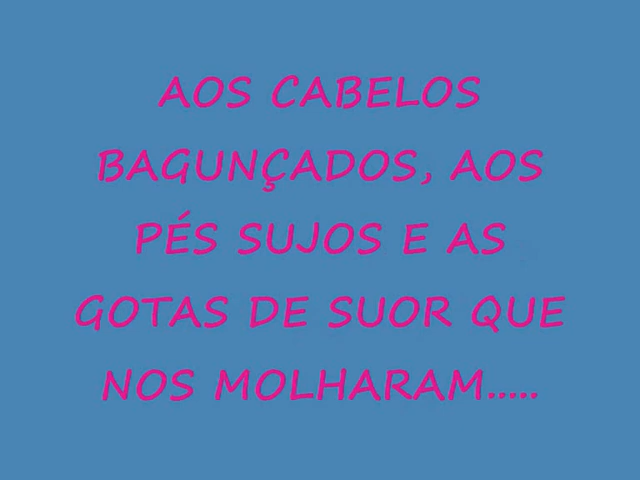 AOS CABELOS
BAGUNÇADOS, AOS
PÉS SUJOS E AS
GOTAS DE SUOR QUE
NOS MOLHARAM.....